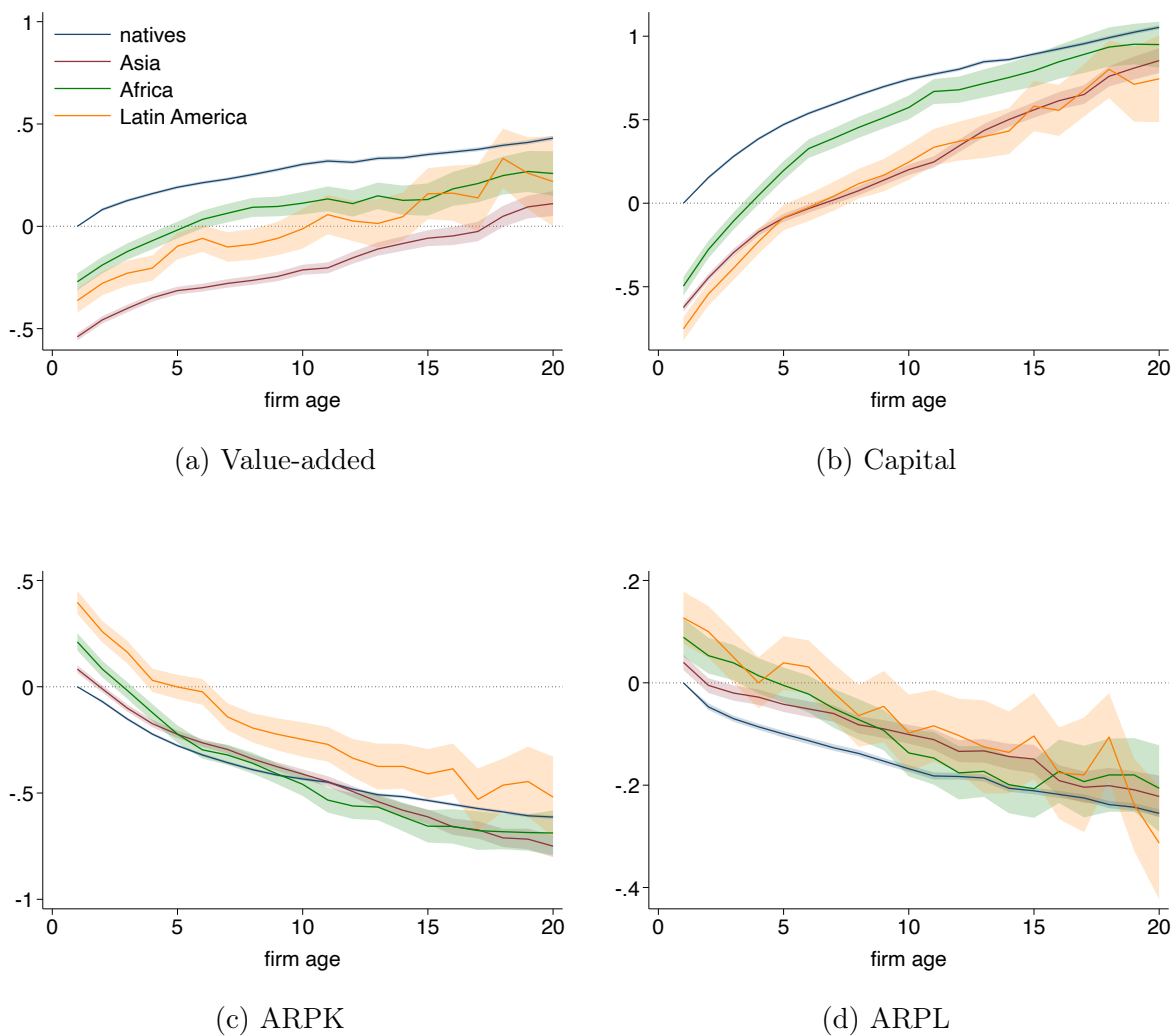 1
.5
0
-.5
natives
Asia
Africa
Latin America
0 5 10 15 20
firm age
(a) Value-added
1
.5
0
-.5
0 5 10 15 20
firm age
(b) Capital
.5
0
-.5
-1
0 5 10 15 20
firm age
(c) ARPK
.2
0
-.2
-.4
0 5 10 15 20
firm age
(d) ARPL